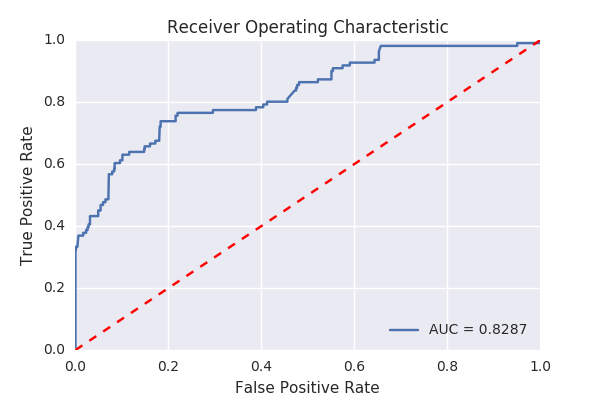 Receiver Operating Characteristic
1.0
0.8
0.6
0.4
0.2
0.0
True Positive Rate
AUC = 0.8287
0.0 0.2 0.4 0.6 0.8 1.0
False Positive Rate